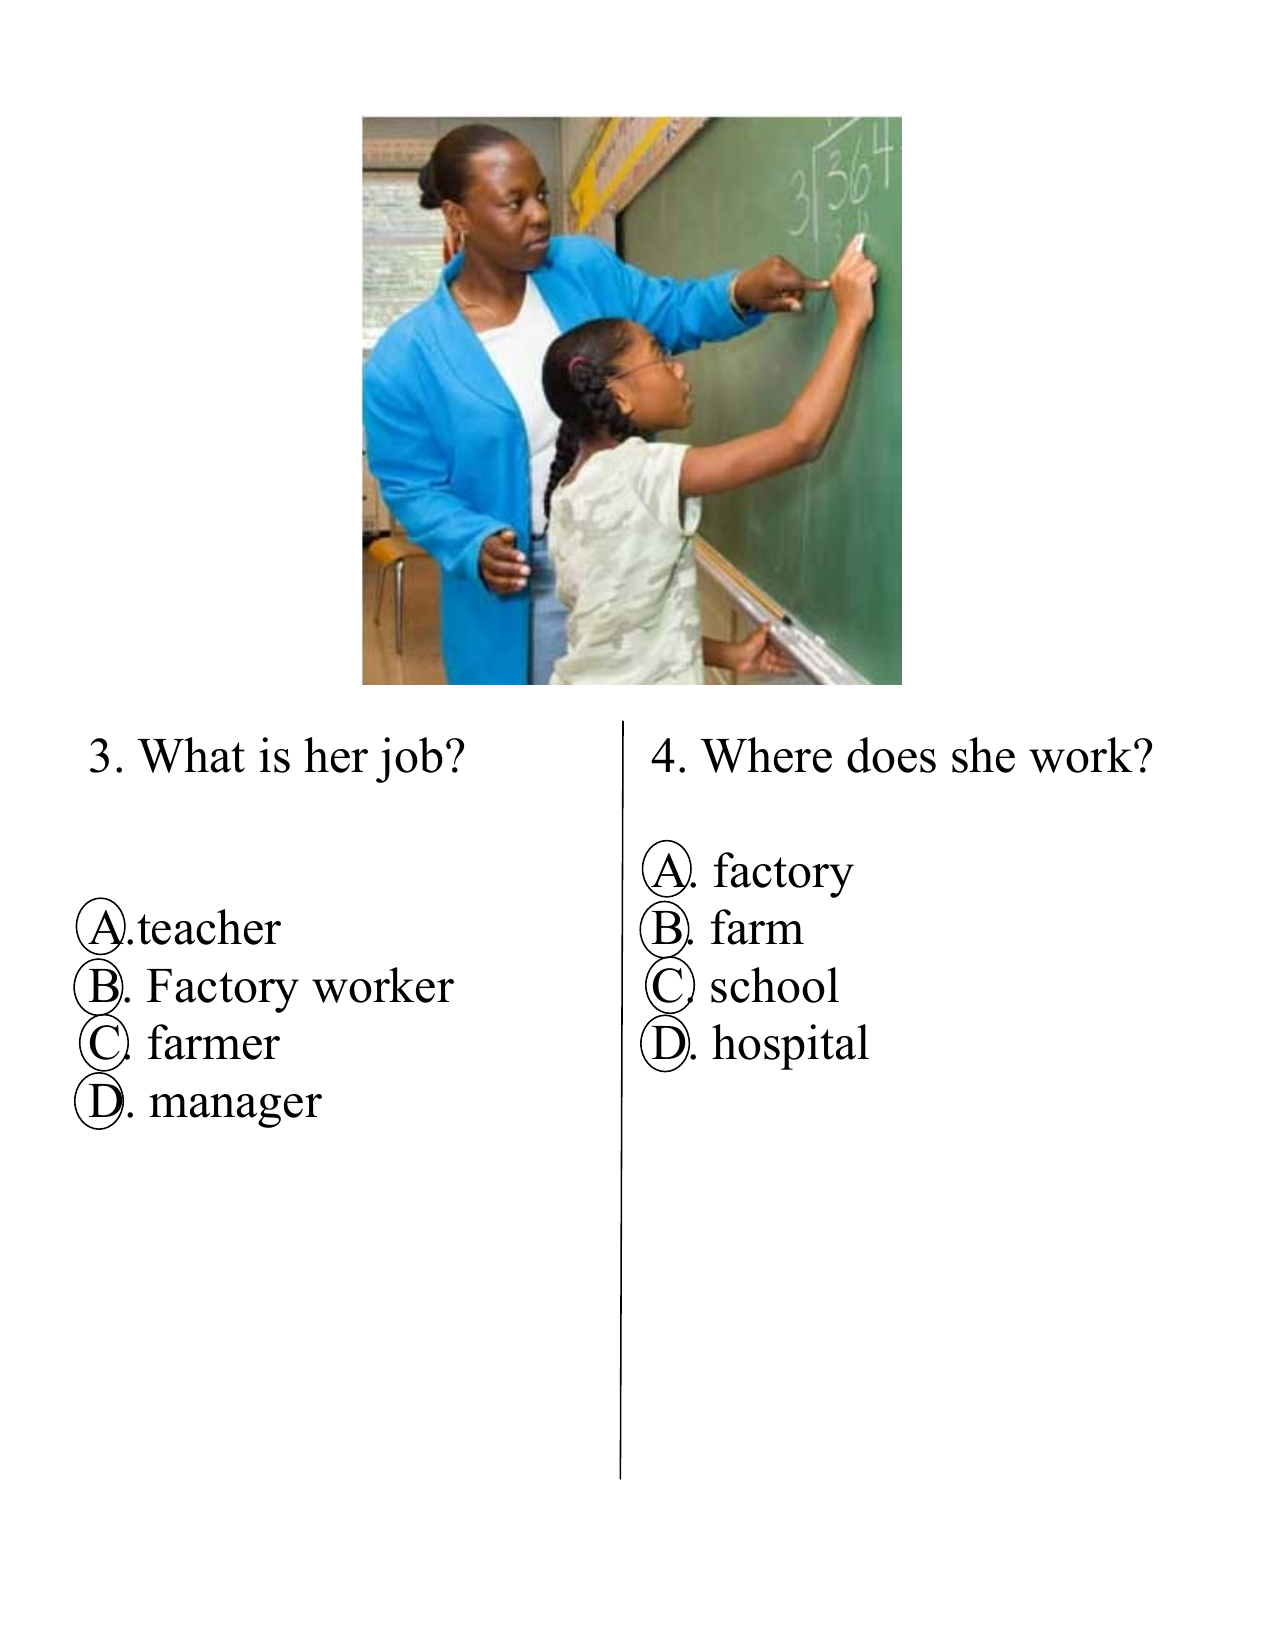 3 364
3. What is her job?
A.teacher
B. Factory worker
C. farmer
D. manager
4. Where does she work?
A. factory
B. farm
C. school
D. hospital